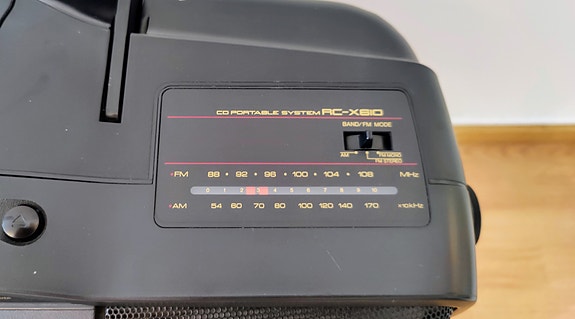 CD PORTABLE SYSTEM RC-X610
BAND/FM MODE
AM FM MONO
FM STEREO
FM 88 • 92 • 96 • 100 • 104 • 108 MHz
0 1 2 3 4 5 6 7 8 9 10
AM 54 60 70 80 100 120 140 170 ×10kHz